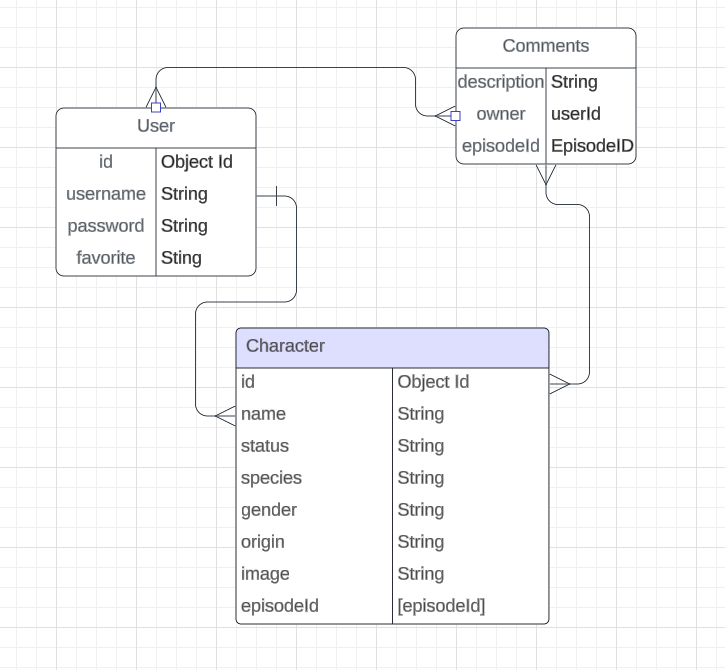 Comments
description String
owner userId
episodeId EpisodeID
User
id Object Id
username String
password String
favorite Sting
Character
id Object Id
name String
status String
species String
gender String
origin String
image String
episodeId [episodeId]